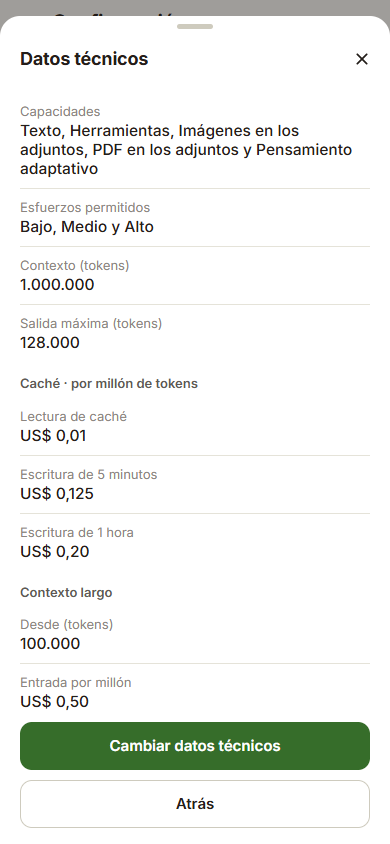 Datos técnicos
Capacidades
Texto, Herramientas, Imágenes en los
adjuntos, PDF en los adjuntos y Pensamiento
adaptativo
Esfuerzos permitidos
Bajo, Medio y Alto
Contexto (tokens)
1.000.000
Salida máxima (tokens)
128.000
Caché · por millón de tokens
Lectura de caché
US$ 0,01
Escritura de 5 minutos
US$ 0,125
Escritura de 1 hora
US$ 0,20
Contexto largo
Desde (tokens)
100.000
Entrada por millón
US$ 0,50
Cambiar datos técnicos
Atrás